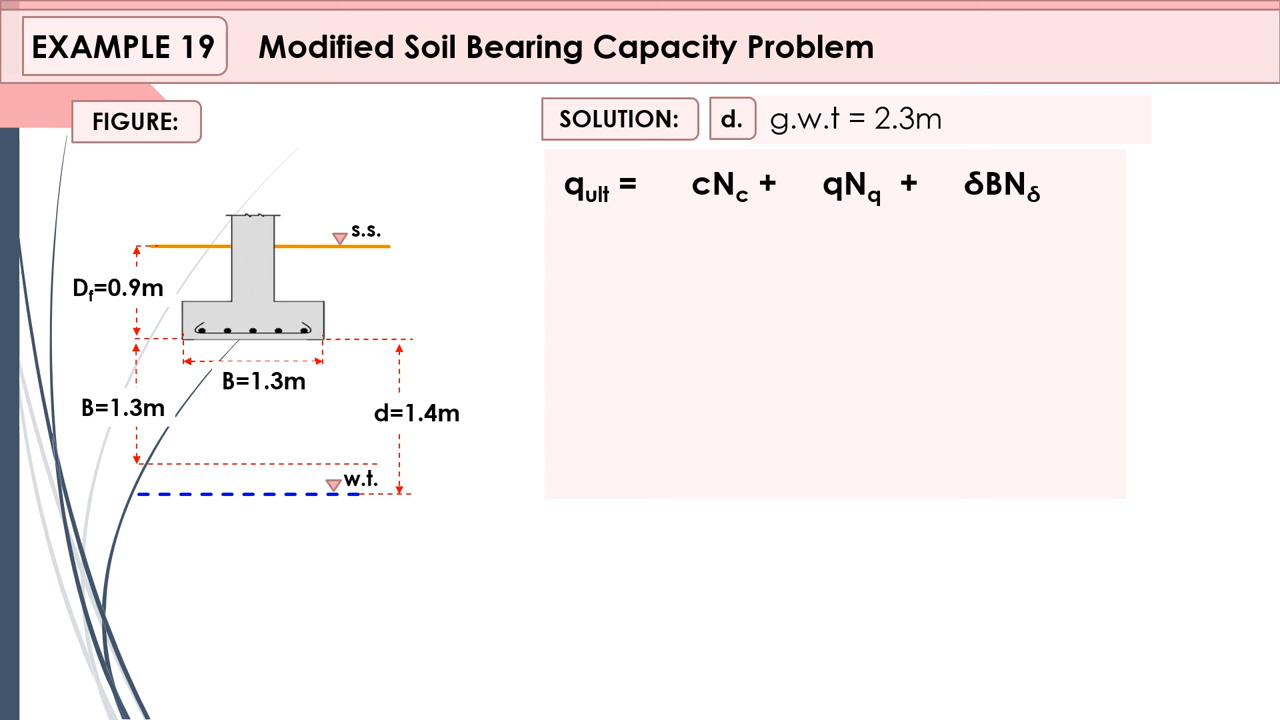 EXAMPLE 19 Modified Soil Bearing Capacity Problem
FIGURE:
SOLUTION: d. g.w.t = 2.3m
qult = cNc + qNq + δBNδ
s.s.
Df=0.9m
B=1.3m
B=1.3m
d=1.4m
w.t.